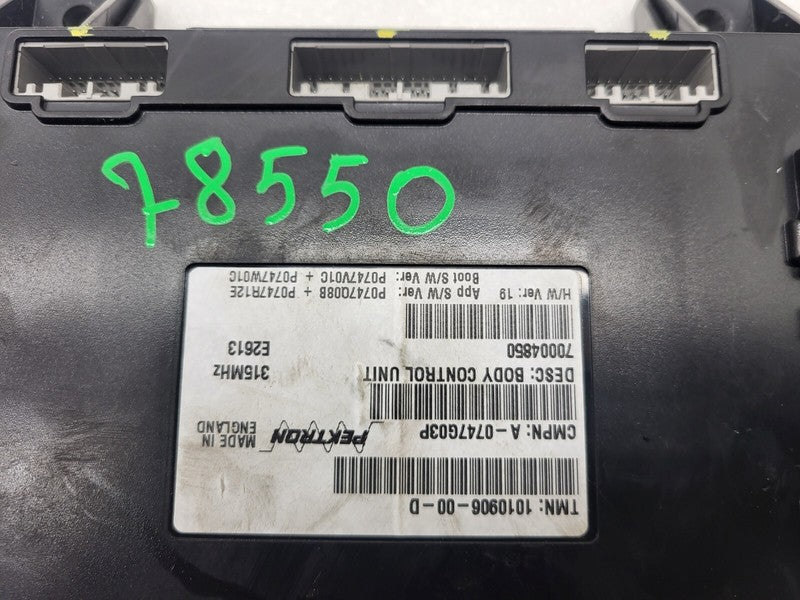 78550
TMN: 1010906-00-D
CMPN: A-0747G03P
PEKTRON
MADE IN
ENGLAND
DESC: BODY CONTROL UNIT
315MHz
70004850
E2613
H/W Ver: 19 App S/W Ver: P0747Q08B + P0747R12E
Boot S/W Ver: P0747V01C + P0747W01C